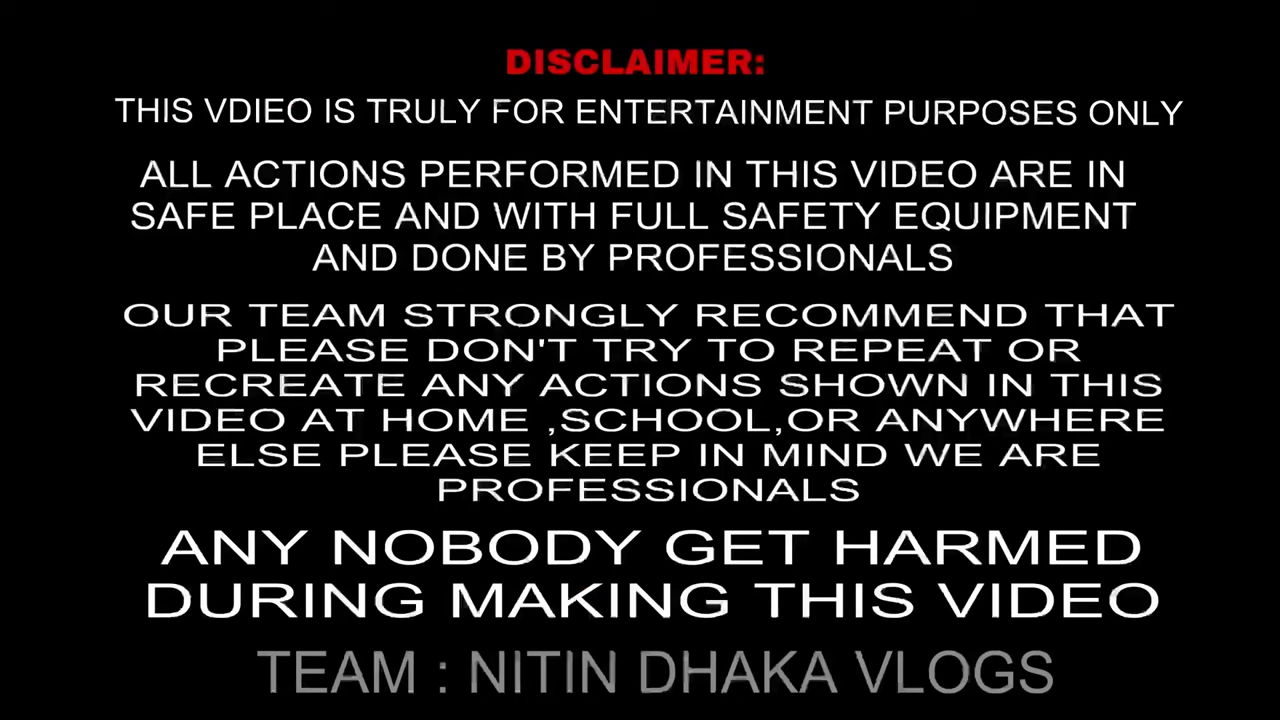 DISCLAIMER:
THIS VDIEO IS TRULY FOR ENTERTAINMENT PURPOSES ONLY
ALL ACTIONS PERFORMED IN THIS VIDEO ARE IN
SAFE PLACE AND WITH FULL SAFETY EQUIPMENT
AND DONE BY PROFESSIONALS
OUR TEAM STRONGLY RECOMMEND THAT
PLEASE DON'T TRY TO REPEAT OR
RECREATE ANY ACTIONS SHOWN IN THIS
VIDEO AT HOME ,SCHOOL,OR ANYWHERE
ELSE PLEASE KEEP IN MIND WE ARE
PROFESSIONALS
ANY NOBODY GET HARMED
DURING MAKING THIS VIDEO
TEAM : NITIN DHAKA VLOGS